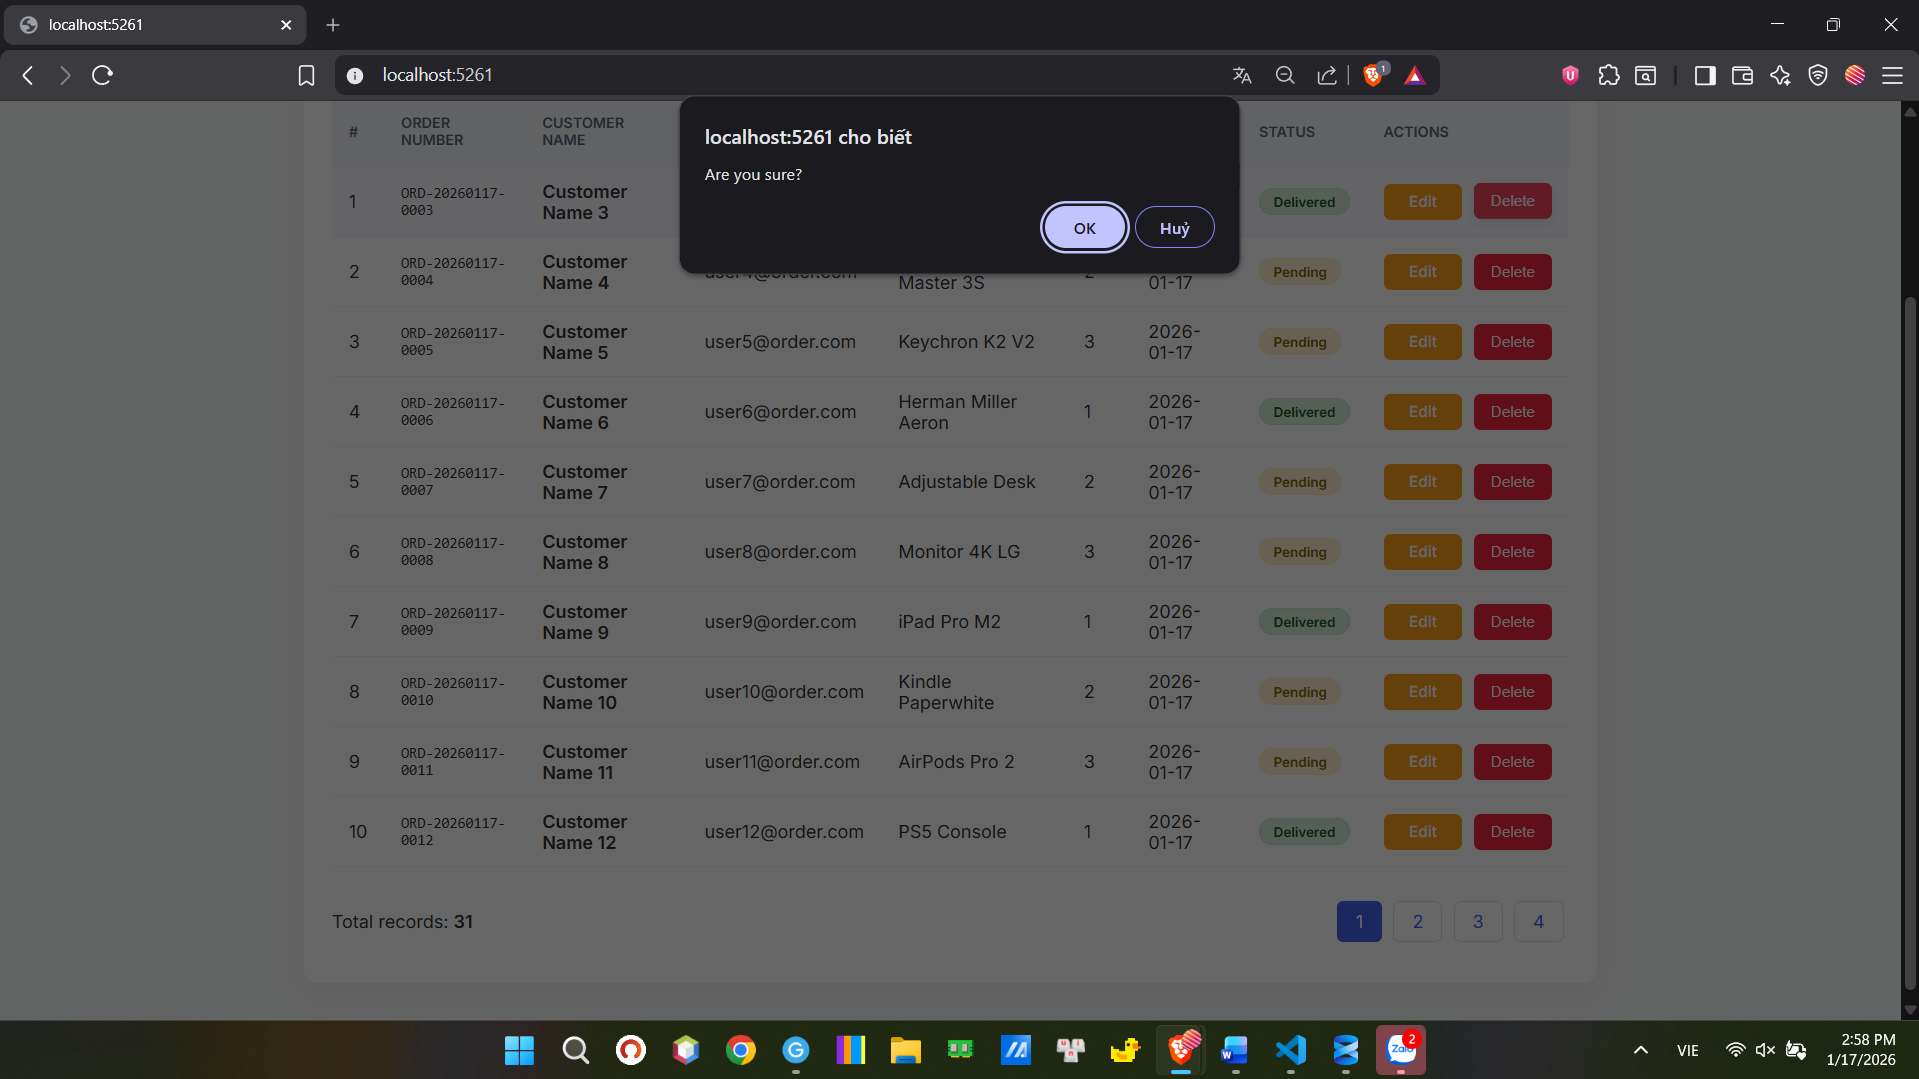 localhost:5261
localhost:5261
1
localhost:5261 cho biết
Are you sure?
OK
Huỷ
#
ORDER
NUMBER
CUSTOMER
NAME
STATUS
ACTIONS
1
ORD-20260117-
0003
Customer
Name 3
Delivered
Edit
Delete
2
ORD-20260117-
0004
Customer
Name 4
user4@order.com
Master 3S
2
01-17
Pending
Edit
Delete
3
ORD-20260117-
0005
Customer
Name 5
user5@order.com
Keychron K2 V2
3
2026-
01-17
Pending
Edit
Delete
4
ORD-20260117-
0006
Customer
Name 6
user6@order.com
Herman Miller
Aeron
1
2026-
01-17
Delivered
Edit
Delete
5
ORD-20260117-
0007
Customer
Name 7
user7@order.com
Adjustable Desk
2
2026-
01-17
Pending
Edit
Delete
6
ORD-20260117-
0008
Customer
Name 8
user8@order.com
Monitor 4K LG
3
2026-
01-17
Pending
Edit
Delete
7
ORD-20260117-
0009
Customer
Name 9
user9@order.com
iPad Pro M2
1
2026-
01-17
Delivered
Edit
Delete
8
ORD-20260117-
0010
Customer
Name 10
user10@order.com
Kindle
Paperwhite
2
2026-
01-17
Pending
Edit
Delete
9
ORD-20260117-
0011
Customer
Name 11
user11@order.com
AirPods Pro 2
3
2026-
01-17
Pending
Edit
Delete
10
ORD-20260117-
0012
Customer
Name 12
user12@order.com
PS5 Console
1
2026-
01-17
Delivered
Edit
Delete
Total records: 31
1
2
3
4
Zalo
2
VIE
2:58 PM
1/17/2026